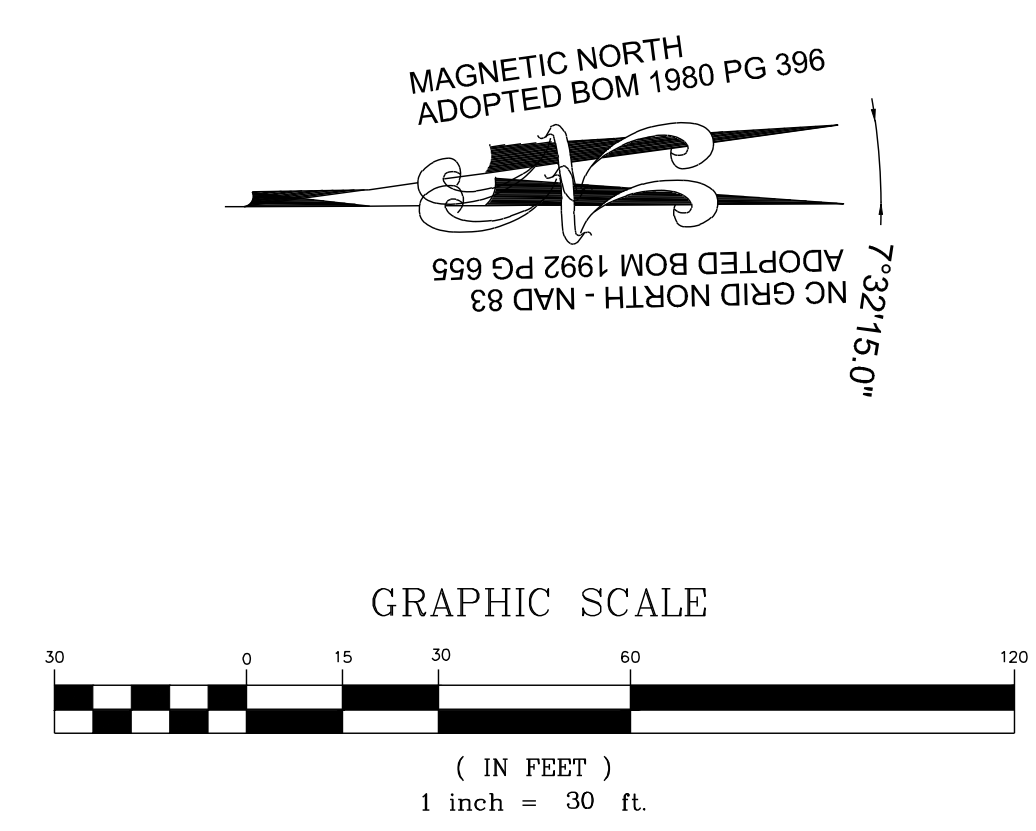 MAGNETIC NORTH
ADOPTED BOM 1980 PG 396
NC GRID NORTH - NAD 83
ADOPTED BOM 1992 PG 655
7°32'15.0"
GRAPHIC SCALE
30 0 15 30 60 120
( IN FEET )
1 inch = 30 ft.